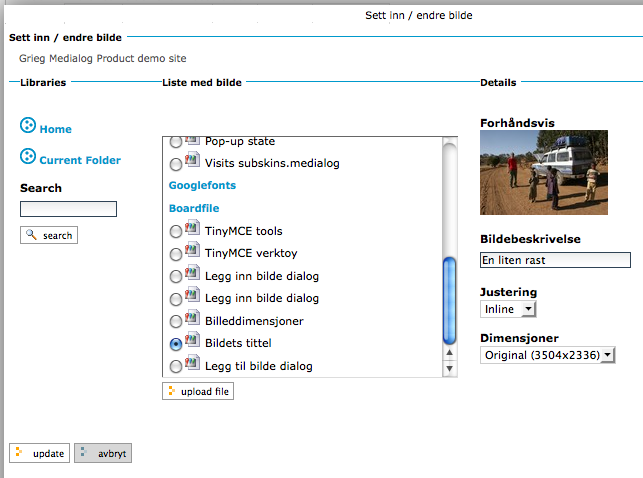 Sett inn / endre bilde
Sett inn / endre bilde
Grieg Medialog Product demo site
Libraries
Home
Current Folder
Search
search
Liste med bilde
Pop-up state
Visits subskins.medialog
Googlefonts
Boardfile
TinyMCE tools
TinyMCE verktoy
Legg inn bilde dialog
Legg inn bilde dialog
Billeddimensjoner
Bildets tittel
Legg til bilde dialog
upload file
Details
Forhåndsvis
Bildebeskrivelse
En liten rast
Justering
Inline
Dimensjoner
Original (3504x2336)
update
avbryt